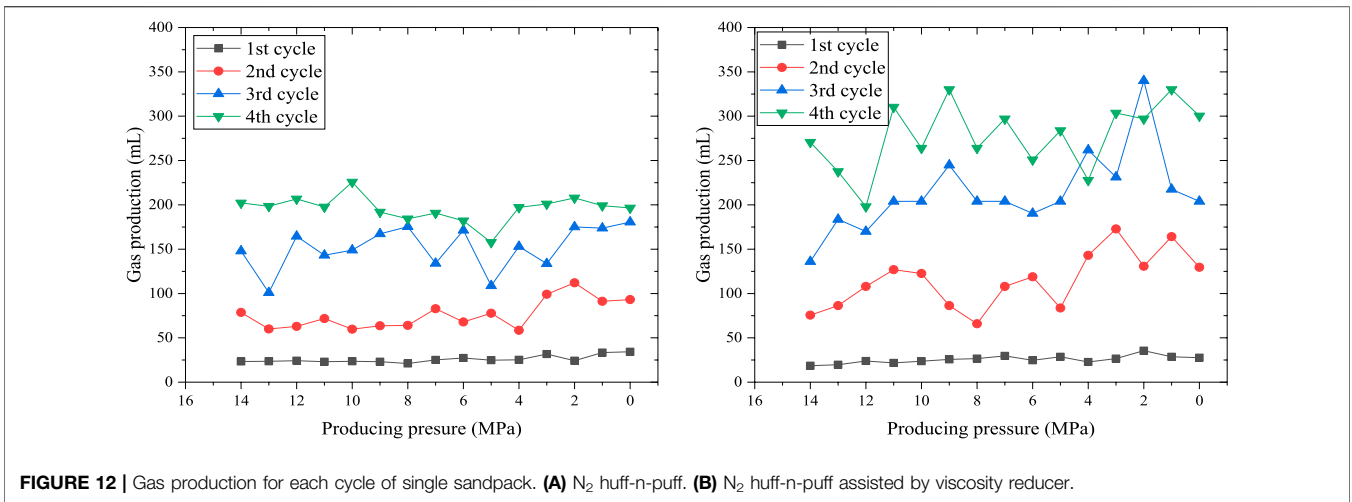 400
350
300
250
200
150
100
50
0
Gas production (mL)
1st cycle
2nd cycle
3rd cycle
4th cycle
16 14 12 10 8 6 4 2 0
Producing presure (MPa)
400
350
300
250
200
150
100
50
0
Gas production (mL)
1st cycle
2nd cycle
3rd cycle
4th cycle
16 14 12 10 8 6 4 2 0
Producing pressure (MPa)
FIGURE 12 | Gas production for each cycle of single sandpack. (A) N2 huff-n-puff. (B) N2 huff-n-puff assisted by viscosity reducer.